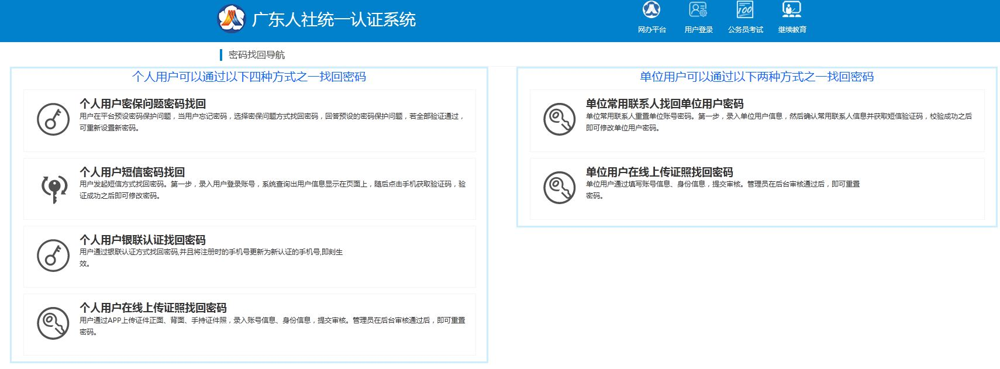 广东人社统一认证系统
网办平台
用户登录
公务员考试
继续教育
密码找回导航
个人用户可以通过以下四种方式之一找回密码
个人用户密保问题密码找回
用户在平台预设密码保护问题，当用户忘记密码，选择密保问题方式找回密码，回答预设的密码保护问题，若全部验证通过，
可重新设置新密码。
个人用户短信密码找回
用户发起短信方式找回密码。第一步，录入用户登录账号，系统查询出用户信息显示在页面上，随后点击手机获取验证码，验
证成功之后即可修改密码。
个人用户银联认证找回密码
用户通过银联认证方式找回密码,并且将注册时的手机号更新为新认证的手机号,即刻生
效。
个人用户在线上传证照找回密码
用户通过APP上传证件正面、背面、手持证件照，录入账号信息、身份信息，提交审核。管理员在后台审核通过后，即可重置
密码。
单位用户可以通过以下两种方式之一找回密码
单位常用联系人找回单位用户密码
单位常用联系人重置单位账号密码。第一步，录入单位用户信息，然后确认常用联系人信息并获取短信验证码，校验成功之后
即可修改单位用户密码。
单位用户在线上传证照找回密码
单位用户通过填写账号信息、身份信息，提交审核。管理员在后台审核通过后，即可重置
密码。
100